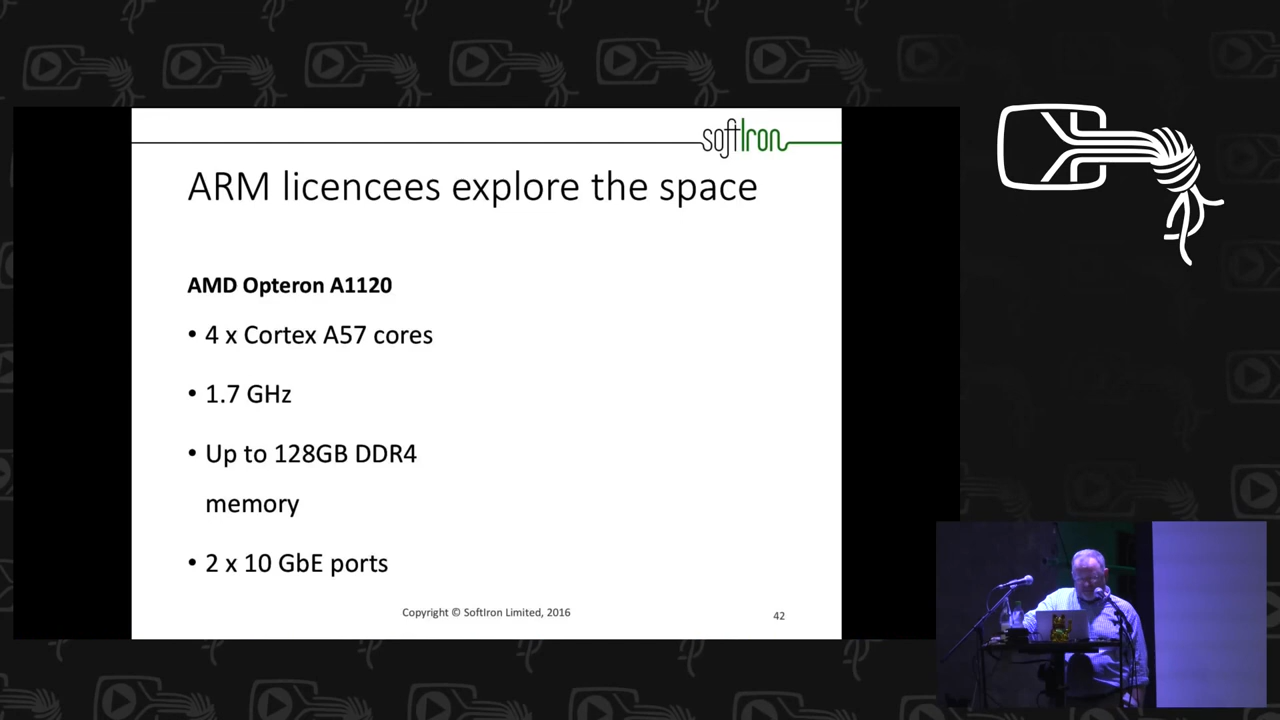 softIron
ARM licencees explore the space
AMD Opteron A1120
• 4 x Cortex A57 cores
• 1.7 GHz
• Up to 128GB DDR4
memory
• 2 x 10 GbE ports
Copyright © SoftIron Limited, 2016
42